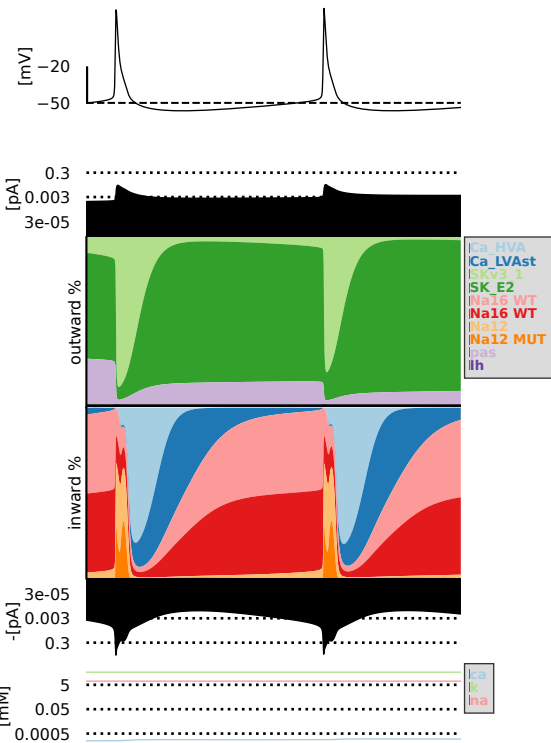 [mV]
−20
−50
[pA]
0.3
0.003
3e-05
outward %
Ca_HVA
Ca_LVAst
SKv3_1
SK_E2
Na16 WT
Na16 WT
Na12
Na12 MUT
pas
Ih
inward %
-[pA]
3e-05
0.003
0.3
[mM]
5
0.05
0.0005
ca
k
na